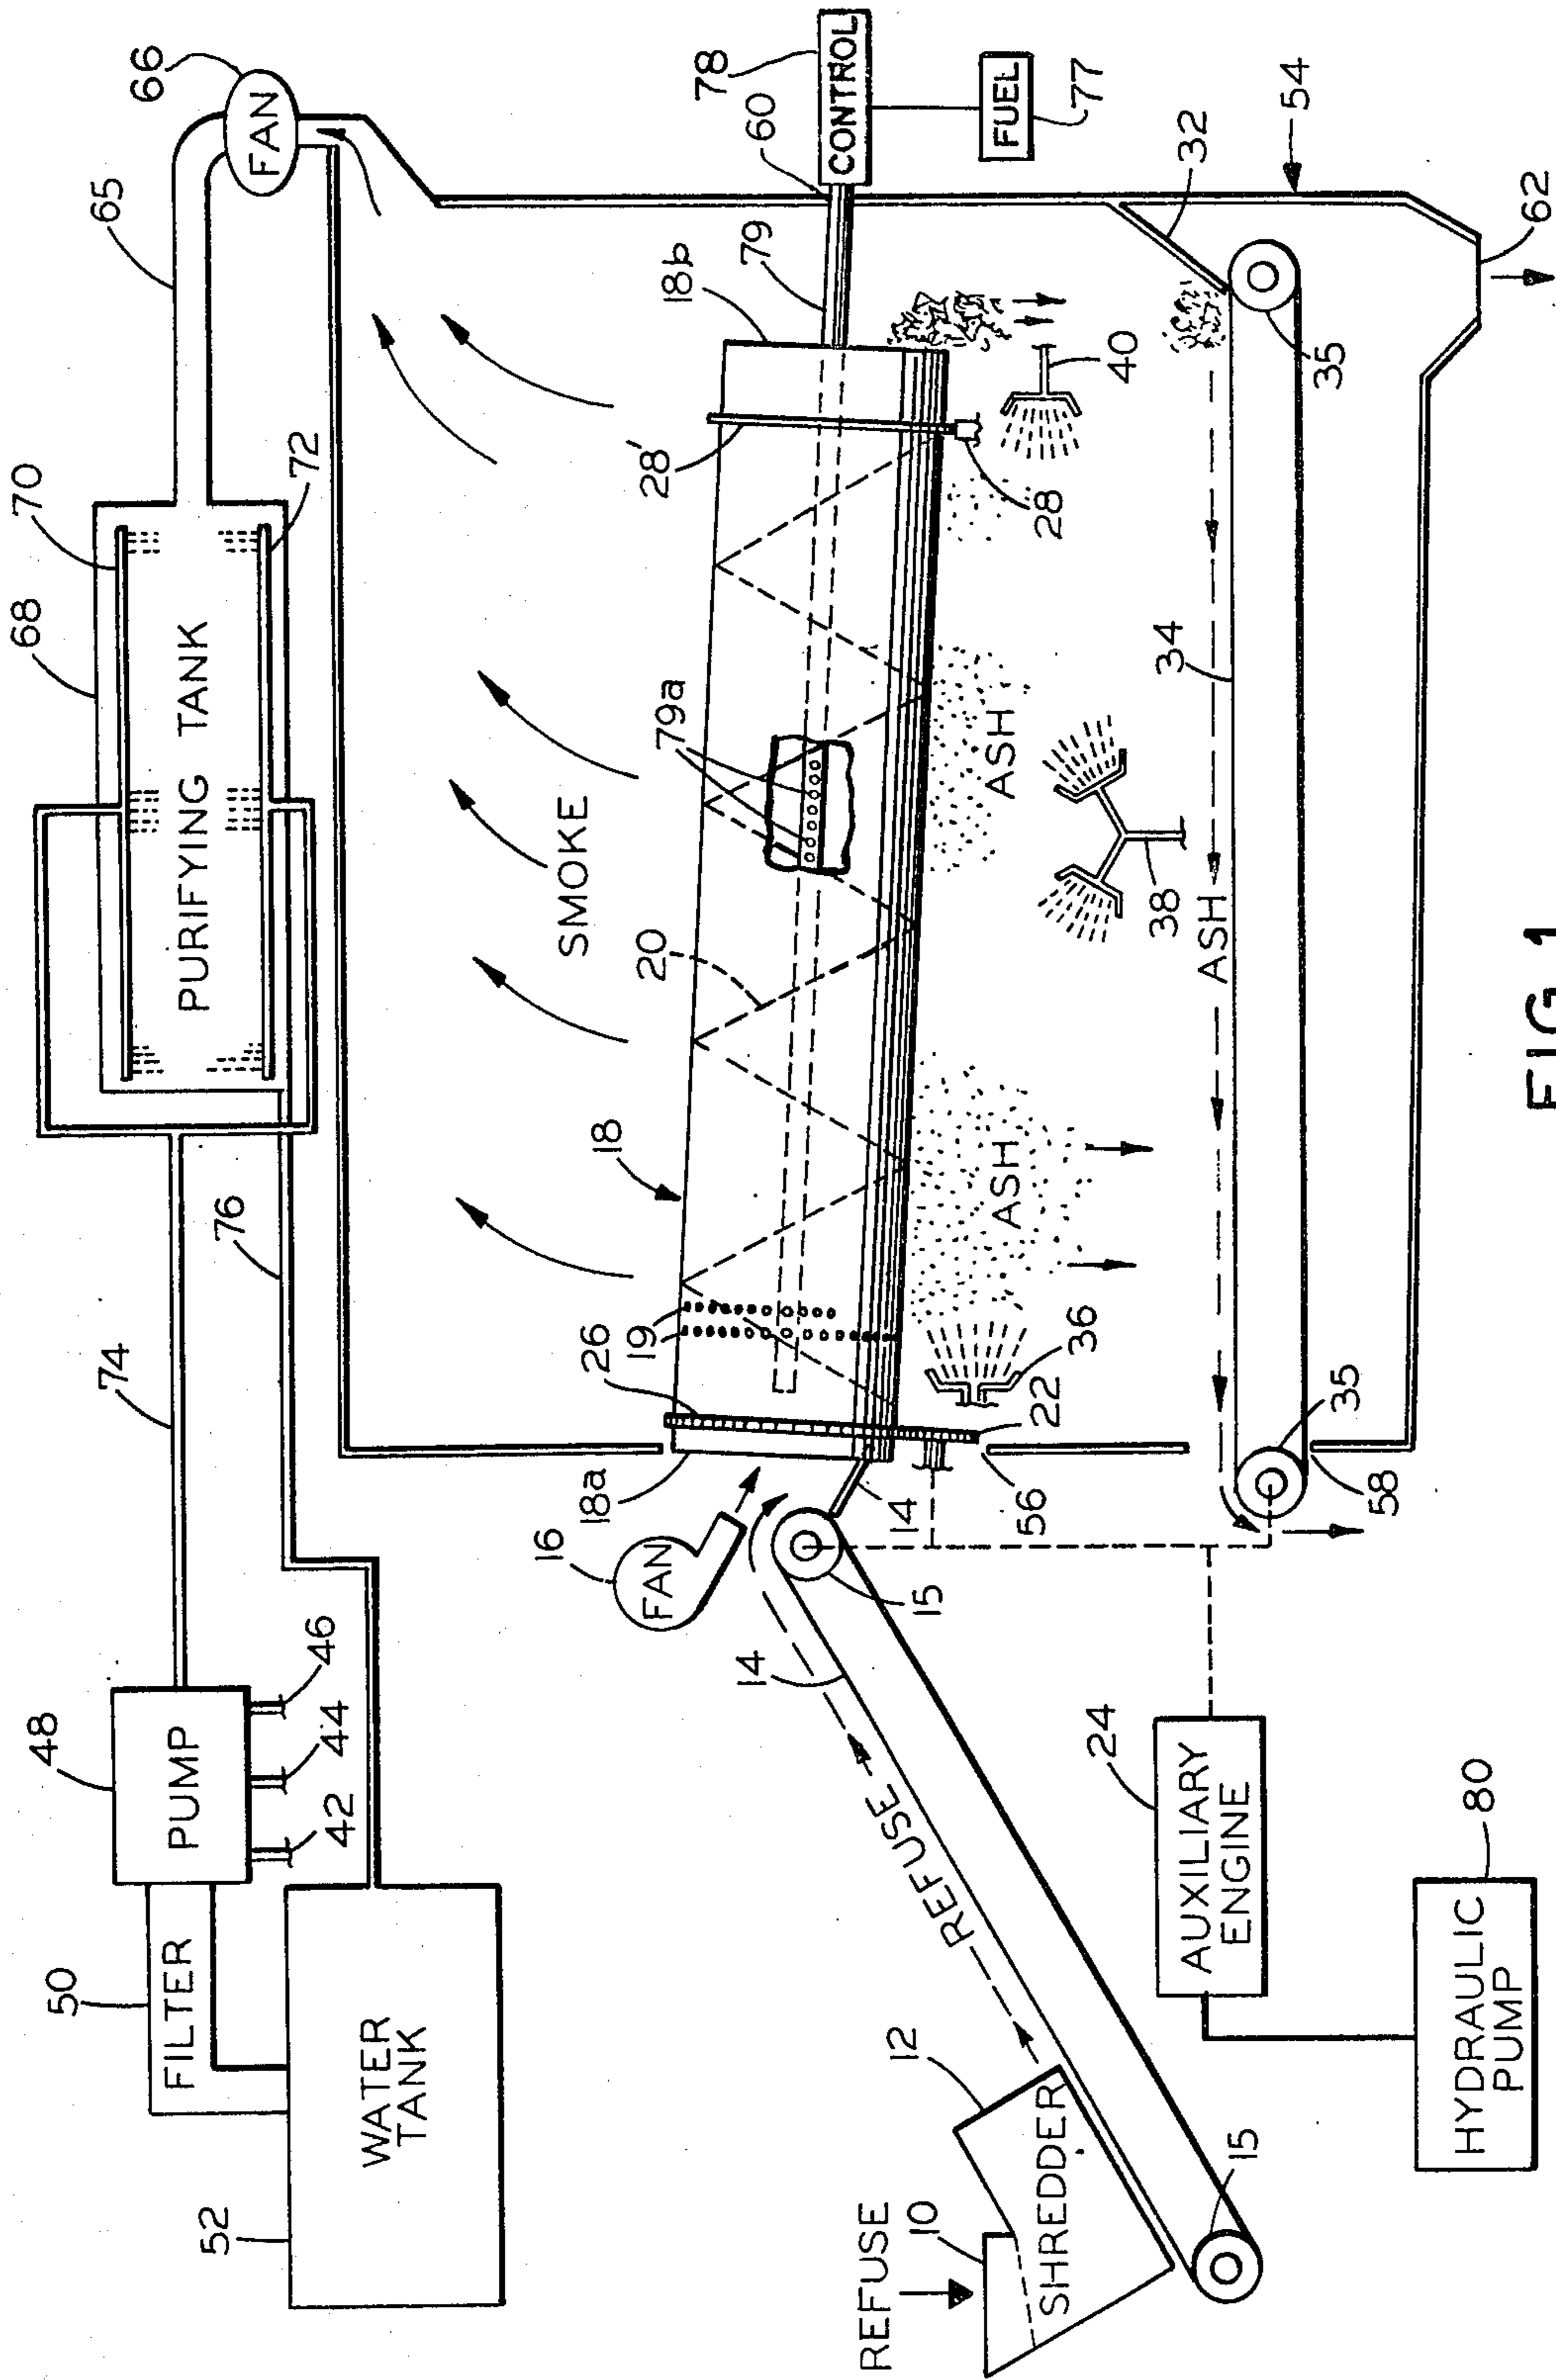 66
FAN
65
70
72
68
PURIFYING TANK
74
76
48
PUMP
46
44
42
50
FILTER
52
WATER
TANK
78
CONTROL
60
FUEL
77
79
18b
32
54
62
28'
28
40
35
34
SMOKE
79a
20
ASH
38
ASH
18
ASH
19
26
36
22
18a
14
56
35
58
16
FAN
15
14
REFUSE
24
AUXILIARY
ENGINE
80
HYDRAULIC
PUMP
12
SHREDDER
10
REFUSE
15
FIG. 1